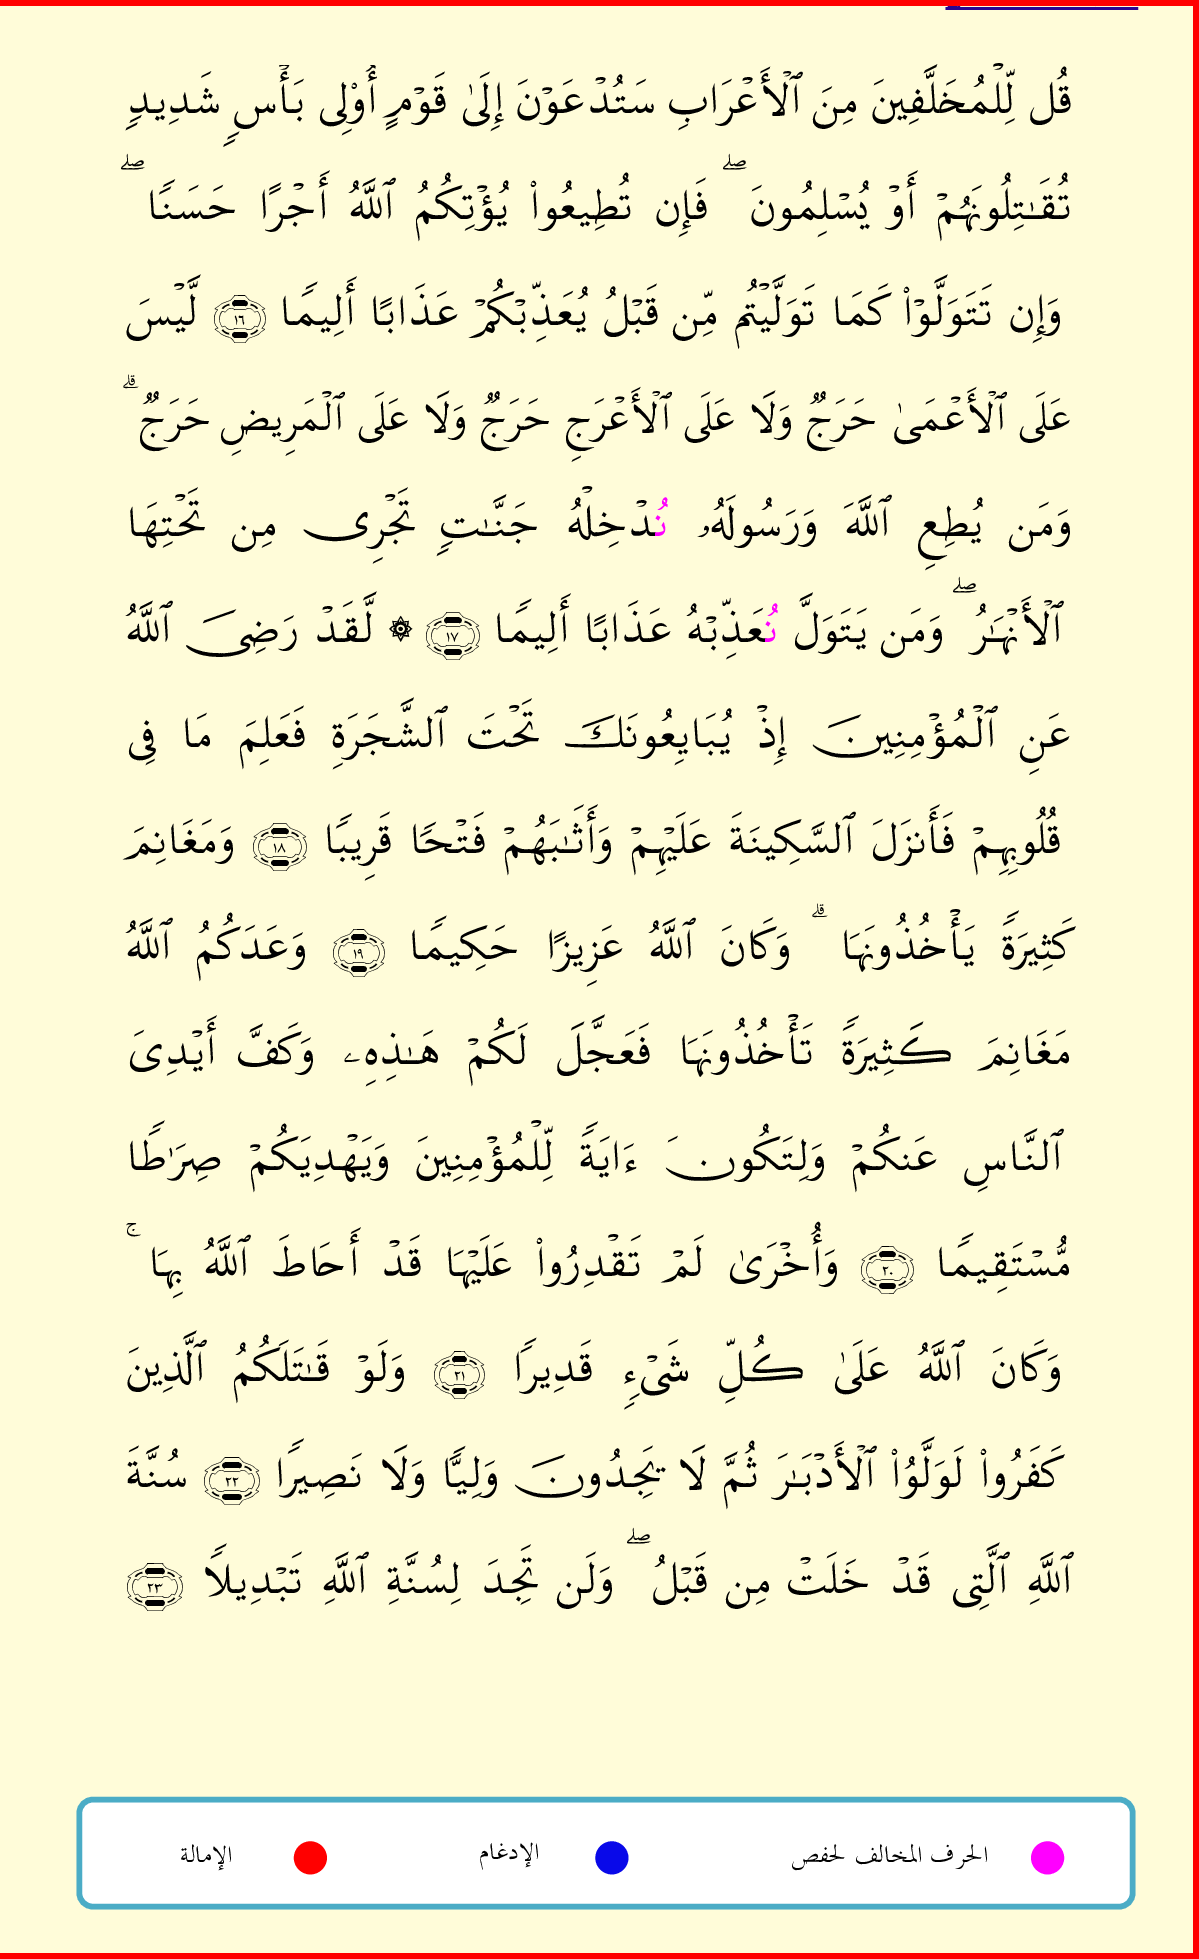 قُل لِّلْمُخَلَّفِينَ مِنَ ٱلْأَعْرَابِ سَتُدْعَوْنَ إِلَىٰ قَوْمٍ أُوْلِى بَأْسٍ شَدِيدٍ
تُقَـٰتِلُونَهُمْ أَوْ يُسْلِمُونَ ۖ فَإِن تُطِيعُوا۟ يُؤْتِكُمُ ٱللَّهُ أَجْرًا حَسَنًا ۖ
وَإِن تَتَوَلَّوْا۟ كَمَا تَوَلَّيْتُم مِّن قَبْلُ يُعَذِّبْكُمْ عَذَابًا أَلِيمًا ١٦ لَّيْسَ
عَلَى ٱلْأَعْمَىٰ حَرَجٌ وَلَا عَلَى ٱلْأَعْرَجِ حَرَجٌ وَلَا عَلَى ٱلْمَرِيضِ حَرَجٌ ۗ
وَمَن يُطِعِ ٱللَّهَ وَرَسُولَهُۥ نُدْخِلْهُ جَنَّـٰتٍ تَجْرِى مِن تَحْتِهَا
ٱلْأَنْهَـٰرُ ۖ وَمَن يَتَوَلَّ نُعَذِّبْهُ عَذَابًا أَلِيمًا ١٧ ۞ لَّقَدْ رَضِىَ ٱللَّهُ
عَنِ ٱلْمُؤْمِنِينَ إِذْ يُبَايِعُونَكَ تَحْتَ ٱلشَّجَرَةِ فَعَلِمَ مَا فِى
قُلُوبِهِمْ فَأَنزَلَ ٱلسَّكِينَةَ عَلَيْهِمْ وَأَثَـٰبَهُمْ فَتْحًا قَرِيبًا ١٨ وَمَغَانِمَ
كَثِيرَةً يَأْخُذُونَهَا ۗ وَكَانَ ٱللَّهُ عَزِيزًا حَكِيمًا ١٩ وَعَدَكُمُ ٱللَّهُ
مَغَانِمَ كَثِيرَةً تَأْخُذُونَهَا فَعَجَّلَ لَكُمْ هَـٰذِهِۦ وَكَفَّ أَيْدِىَ
ٱلنَّاسِ عَنكُمْ وَلِتَكُونَ ءَايَةً لِّلْمُؤْمِنِينَ وَيَهْدِيَكُمْ صِرَٰطًا
مُّسْتَقِيمًا ٢٠ وَأُخْرَىٰ لَمْ تَقْدِرُوا۟ عَلَيْهَا قَدْ أَحَاطَ ٱللَّهُ بِهَا ۚ
وَكَانَ ٱللَّهُ عَلَىٰ كُلِّ شَىْءٍ قَدِيرًا ٢١ وَلَوْ قَـٰتَلَكُمُ ٱلَّذِينَ
كَفَرُوا۟ لَوَلَّوُا۟ ٱلْأَدْبَـٰرَ ثُمَّ لَا يَجِدُونَ وَلِيًّا وَلَا نَصِيرًا ٢٢ سُنَّةَ
ٱللَّهِ ٱلَّتِى قَدْ خَلَتْ مِن قَبْلُ ۖ وَلَن تَجِدَ لِسُنَّةِ ٱللَّهِ تَبْدِيلًا ٢٣
الحرف المخالف لحفص الإدغام الإمالة